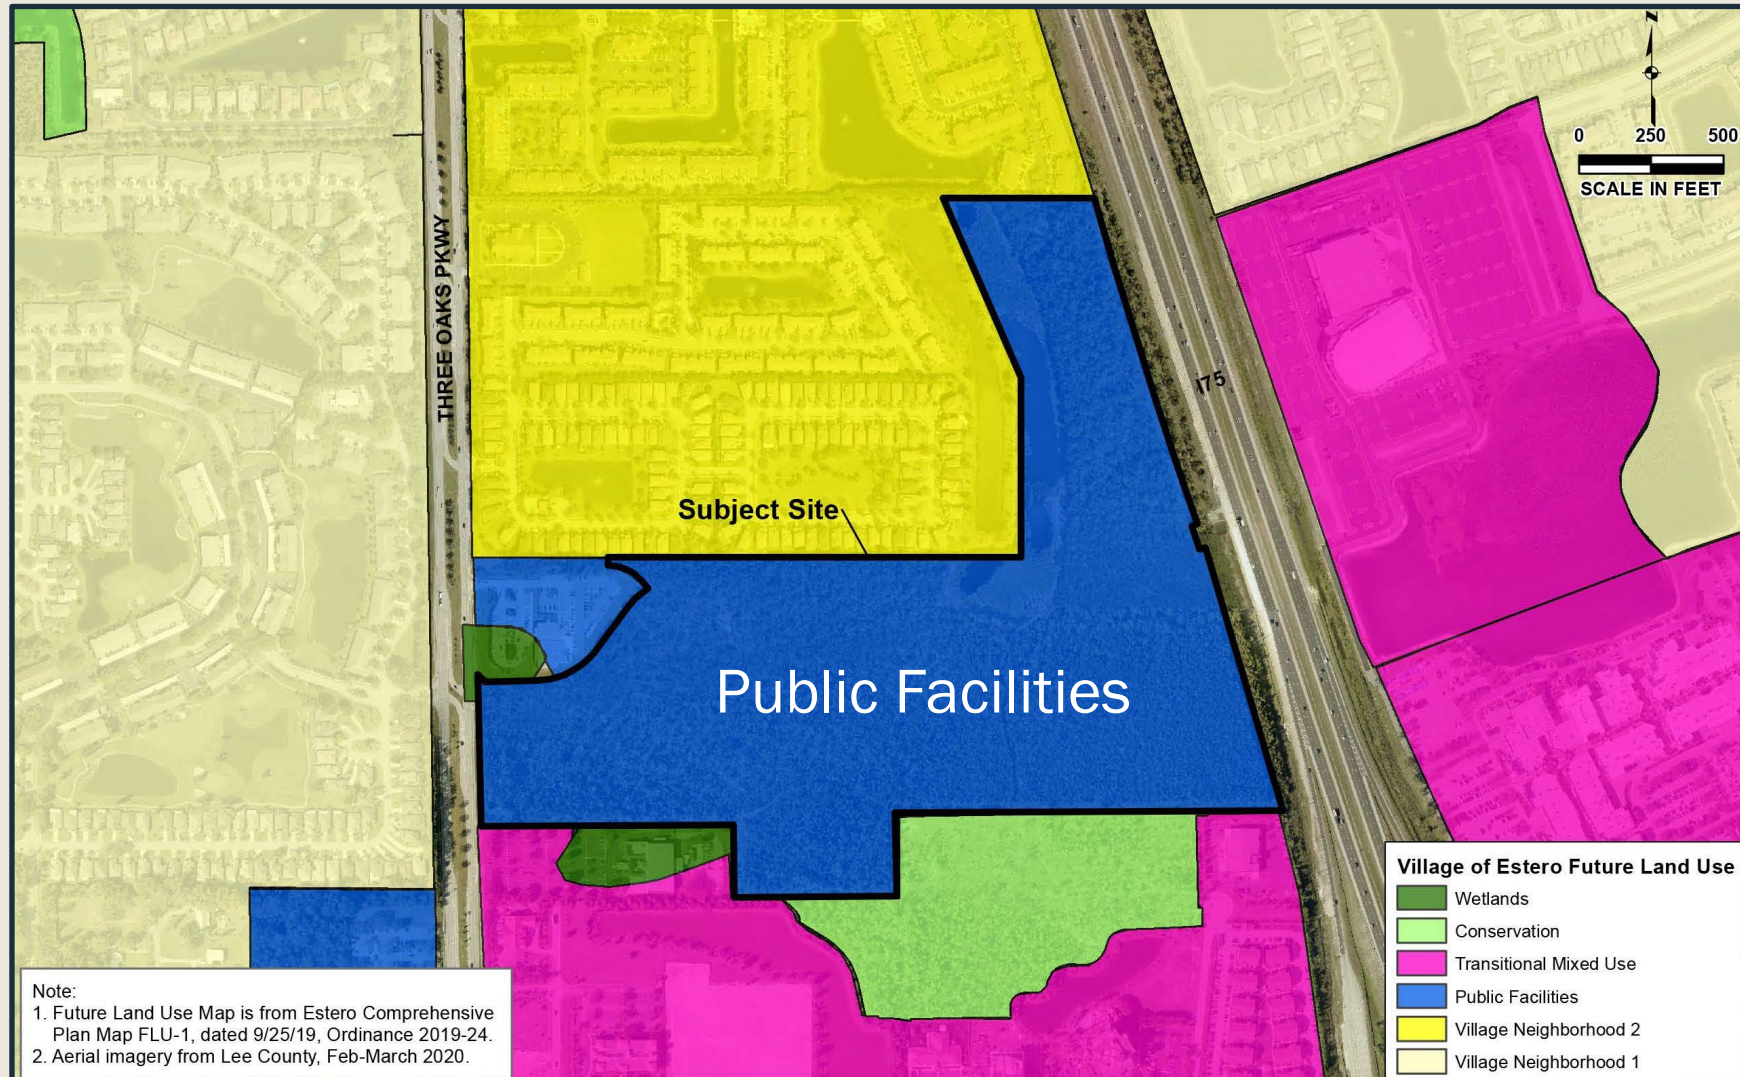 N
0 250 500
SCALE IN FEET
THREE OAKS PKWY
I75
Subject Site
Public Facilities
Village of Estero Future Land Use
Wetlands
Conservation
Transitional Mixed Use
Public Facilities
Village Neighborhood 2
Village Neighborhood 1
Note:
1. Future Land Use Map is from Estero Comprehensive
Plan Map FLU-1, dated 9/25/19, Ordinance 2019-24.
2. Aerial imagery from Lee County, Feb-March 2020.